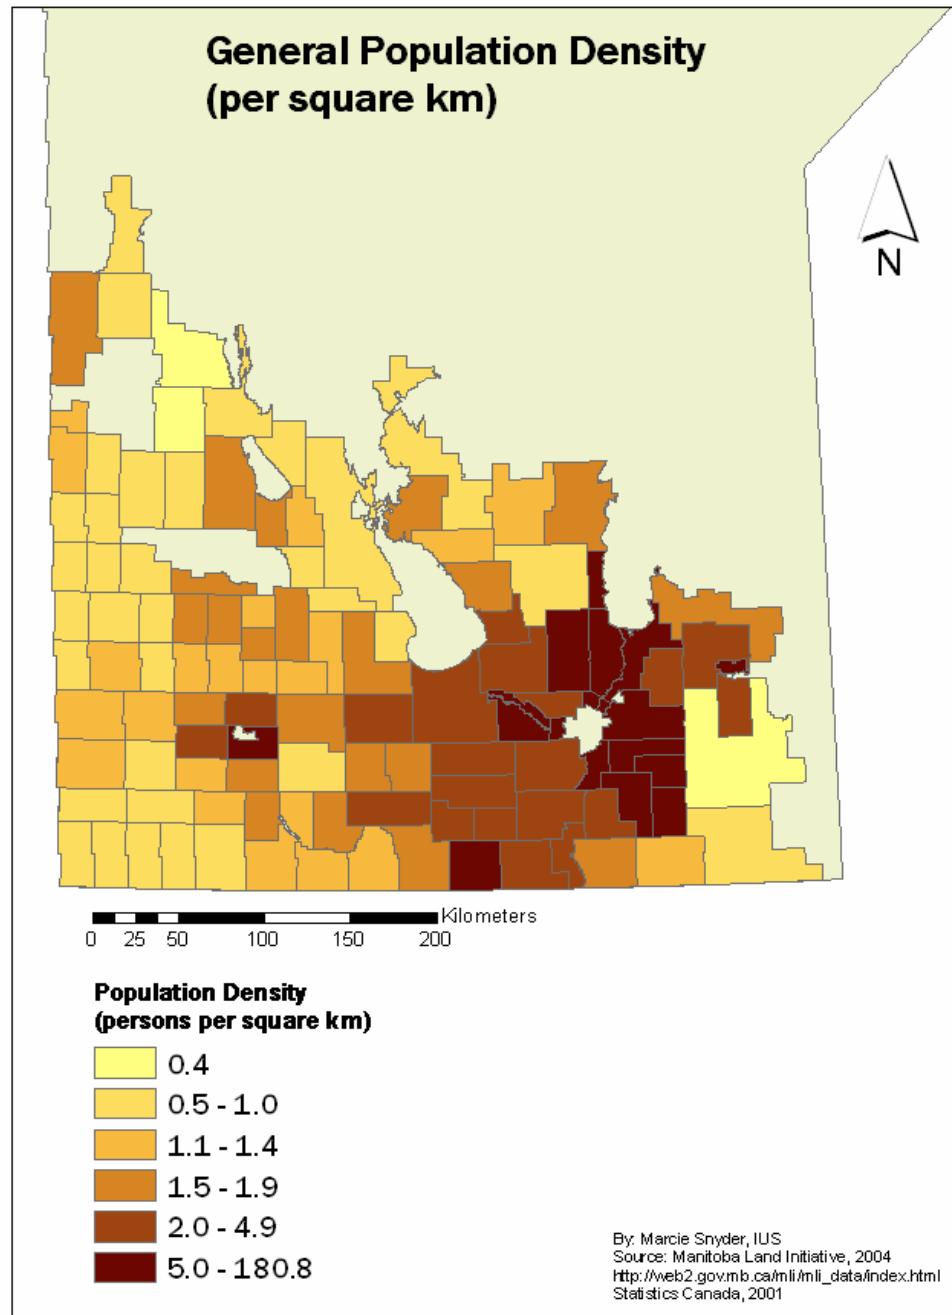 General Population Density
(per square km)
N
Kilometers
0 25 50 100 150 200
Population Density
(persons per square km)
0.4
0.5 - 1.0
1.1 - 1.4
1.5 - 1.9
2.0 - 4.9
5.0 - 180.8
By: Marcie Snyder, IUS
Source: Manitoba Land Initiative, 2004
http://web2.gov.mb.ca/mli/mli_data/index.html
Statistics Canada, 2001